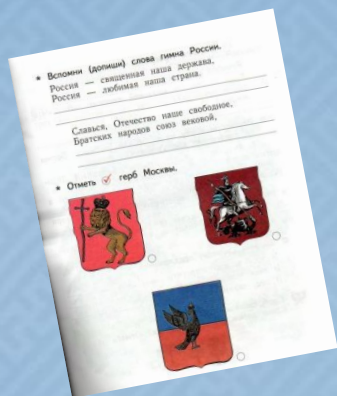 * Вспомни (допиши) слова гимна России.
Россия — священная наша держава,
Россия — любимая наша страна.
Славься, Отечество наше свободное,
Братских народов союз вековой,
* Отметь ✓ герб Москвы.